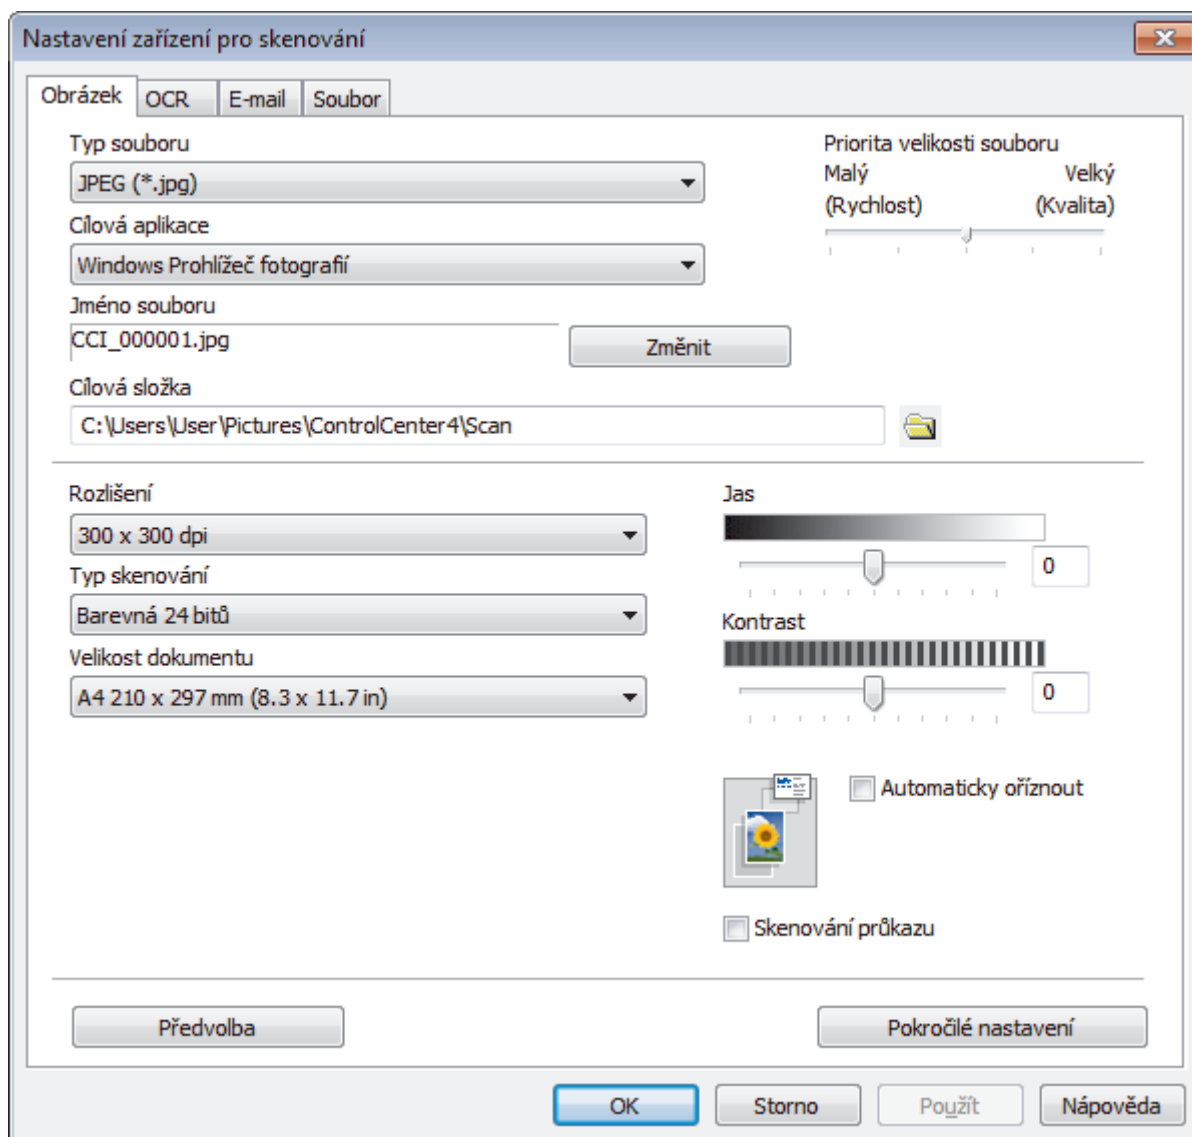 Nastavení zařízení pro skenování
Obrázek
OCR
E-mail
Soubor
Typ souboru
JPEG (*.jpg)
Cílová aplikace
Windows Prohlížeč fotografií
Jméno souboru
CCI_000001.jpg
Změnit
Cílová složka
C:\Users\User\Pictures\ControlCenter4\Scan
Priorita velikosti souboru
Malý Velký
(Rychlost) (Kvalita)
Rozlišení
300 x 300 dpi
Typ skenování
Barevná 24 bitů
Velikost dokumentu
A4 210 x 297 mm (8.3 x 11.7 in)
Jas
0
Kontrast
0
Automaticky oříznout
Skenování průkazu
Předvolba
Pokročilé nastavení
OK
Storno
Použít
Nápověda